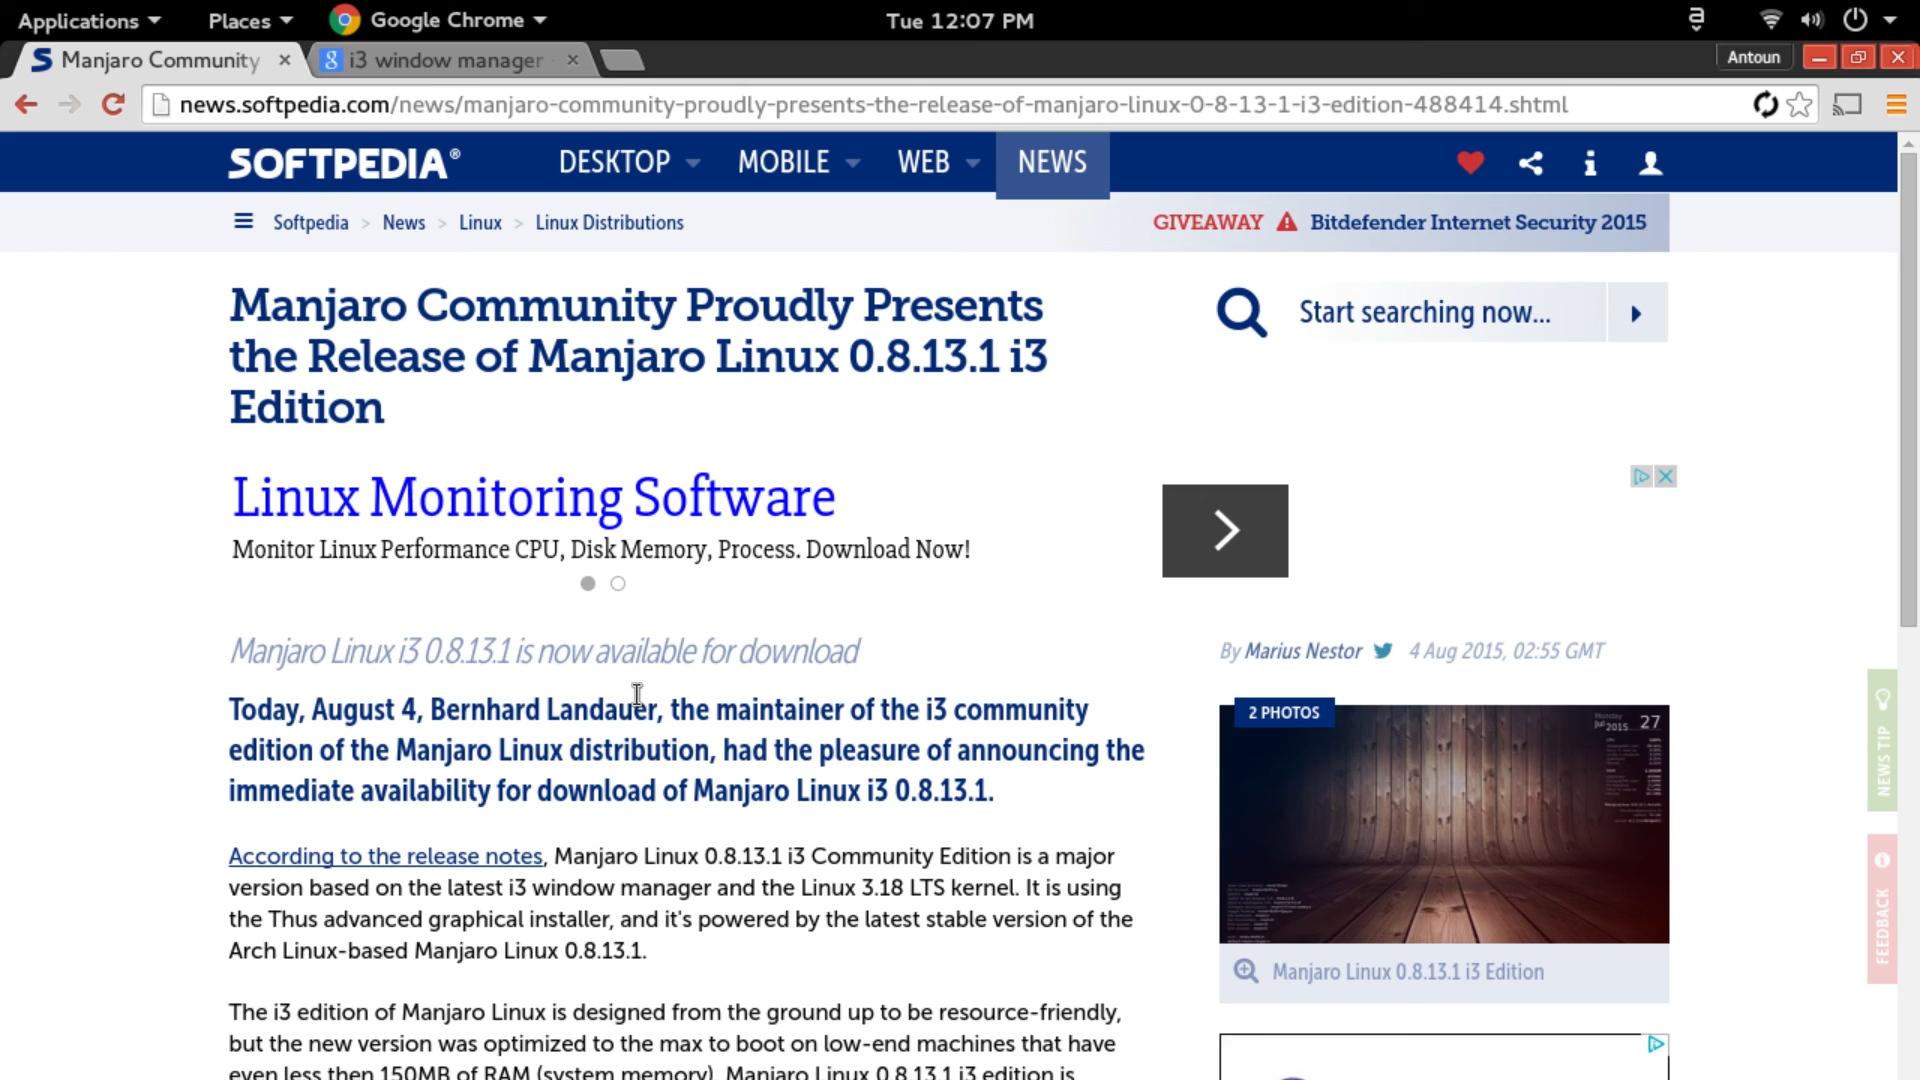 Applications Places Google Chrome Tue 12:07 PM
Manjaro Community i3 window manager Antoun
news.softpedia.com/news/manjaro-community-proudly-presents-the-release-of-manjaro-linux-0-8-13-1-i3-edition-488414.shtml
SOFTPEDIA® DESKTOP MOBILE WEB NEWS
Softpedia > News > Linux > Linux Distributions GIVEAWAY Bitdefender Internet Security 2015
Manjaro Community Proudly Presents
the Release of Manjaro Linux 0.8.13.1 i3
Edition
Start searching now...
Linux Monitoring Software
Monitor Linux Performance CPU, Disk Memory, Process. Download Now!
Manjaro Linux i3 0.8.13.1 is now available for download
By Marius Nestor 4 Aug 2015, 02:55 GMT
Today, August 4, Bernhard Landauer, the maintainer of the i3 community
edition of the Manjaro Linux distribution, had the pleasure of announcing the
immediate availability for download of Manjaro Linux i3 0.8.13.1.
According to the release notes, Manjaro Linux 0.8.13.1 i3 Community Edition is a major
version based on the latest i3 window manager and the Linux 3.18 LTS kernel. It is using
the Thus advanced graphical installer, and it's powered by the latest stable version of the
Arch Linux-based Manjaro Linux 0.8.13.1.
The i3 edition of Manjaro Linux is designed from the ground up to be resource-friendly,
but the new version was optimized to the max to boot on low-end machines that have
even less then 150MB of RAM (system memory). Manjaro Linux 0.8.13.1 i3 edition is
2 PHOTOS
Monday
Jul 2015 27
Manjaro Linux 0.8.13.1 i3 Edition
NEWS TIP
FEEDBACK